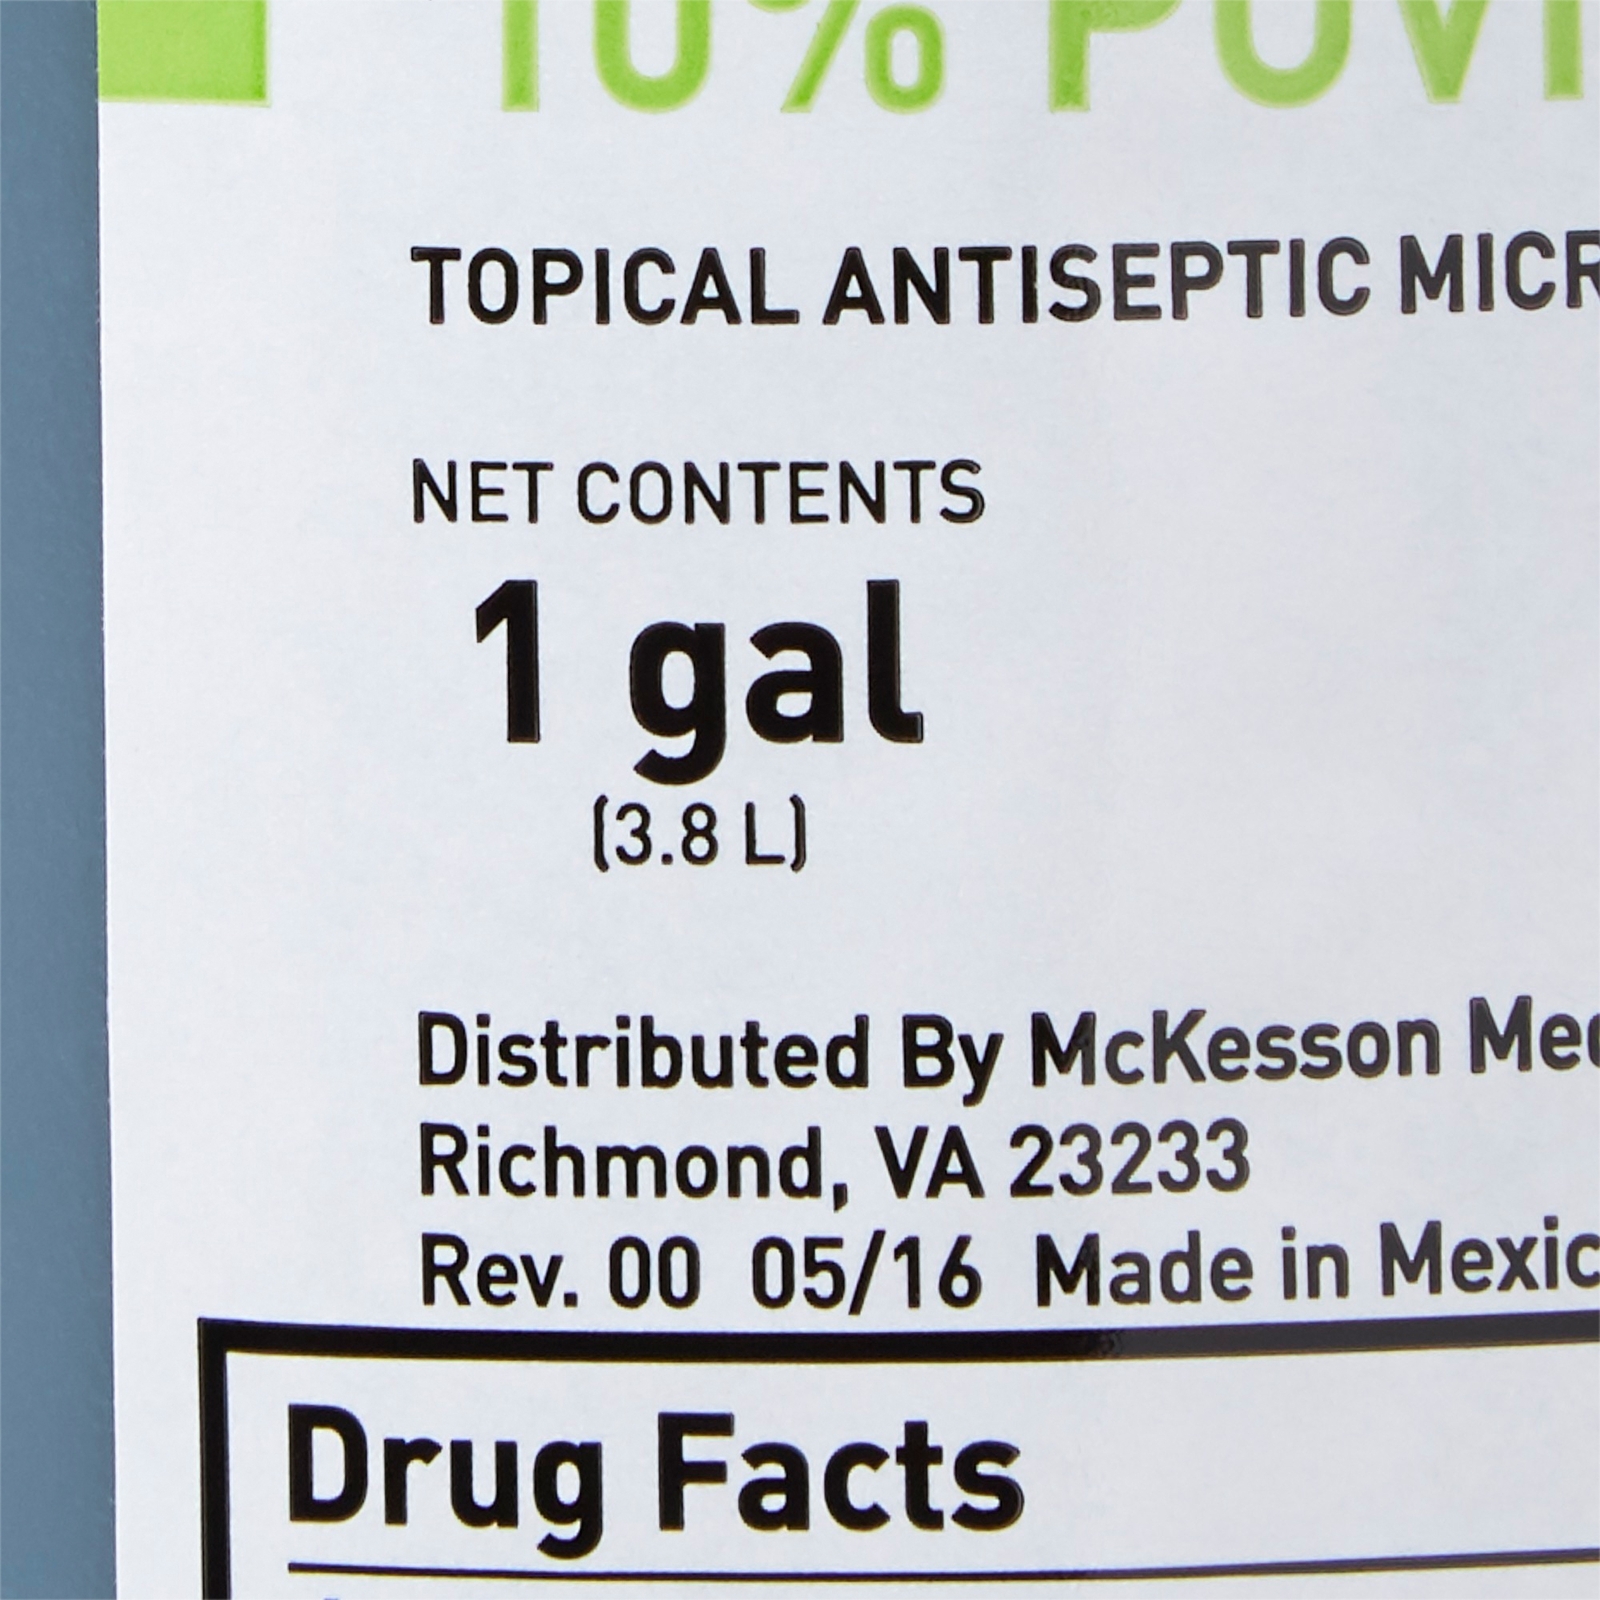 10% POVI
TOPICAL ANTISEPTIC MICR
NET CONTENTS
1 gal
(3.8 L)
Distributed By McKesson Med
Richmond, VA 23233
Rev. 00 05/16 Made in Mexic
Drug Facts